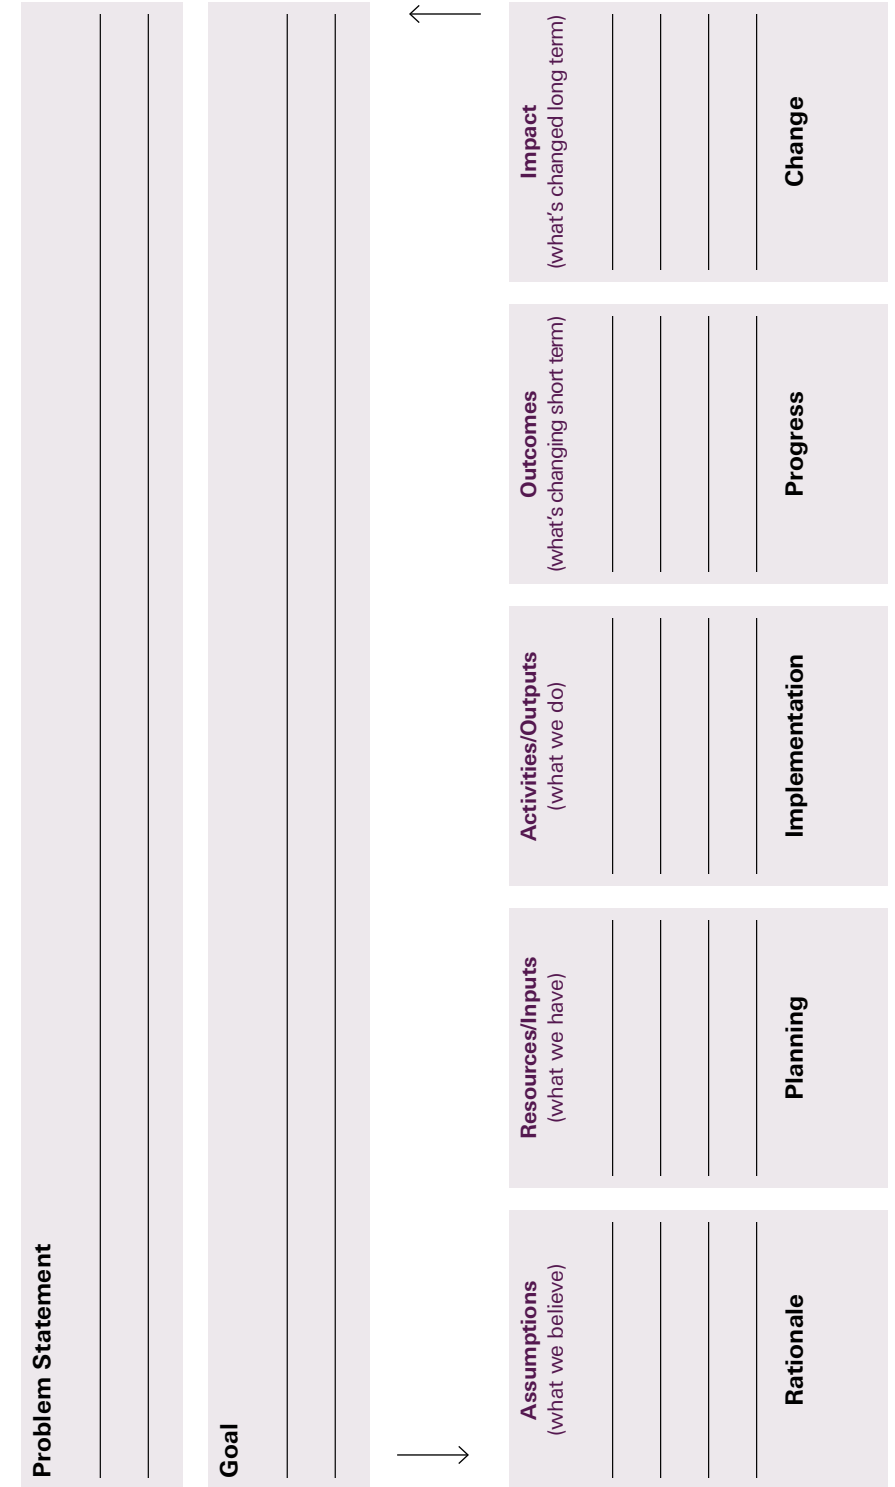 Problem Statement
Goal
Assumptions
(what we believe)
Rationale
Resources/Inputs
(what we have)
Planning
Activities/Outputs
(what we do)
Implementation
Outcomes
(what’s changing short term)
Progress
Impact
(what’s changed long term)
Change